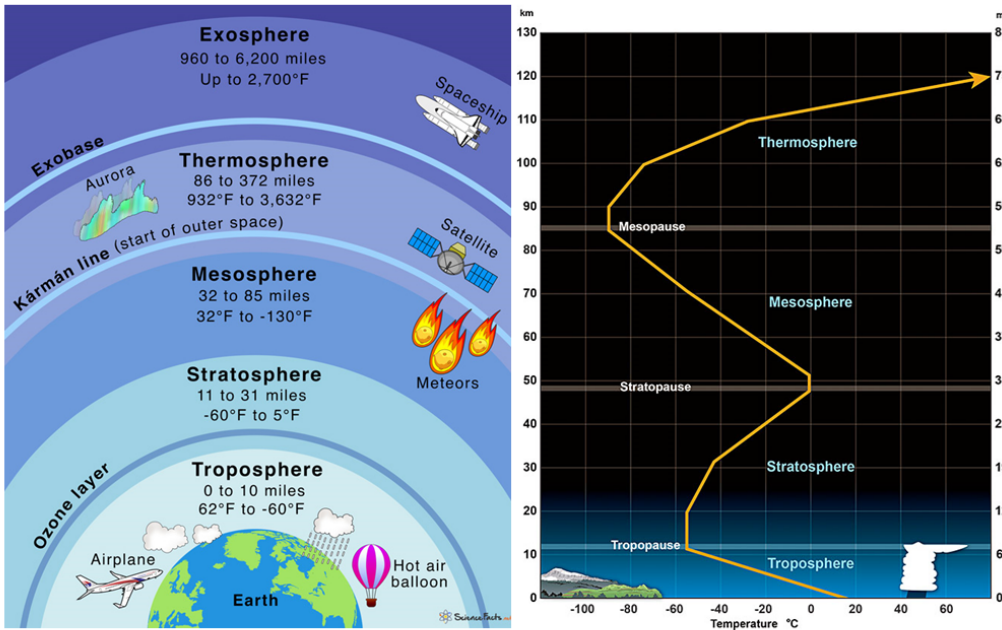 Exosphere
960 to 6,200 miles
Up to 2,700°F
Spaceship
Exobase
Thermosphere
86 to 372 miles
932°F to 3,632°F
Aurora
Kármán line (start of outer space)
Satellite
Mesosphere
32 to 85 miles
32°F to -130°F
Meteors
Stratosphere
11 to 31 miles
-60°F to 5°F
Ozone layer
Troposphere
0 to 10 miles
62°F to -60°F
Airplane
Hot air
balloon
Earth
ScienceFacts
km
130
120
110
100
90
80
70
60
50
40
30
20
10
0
Thermosphere
Mesopause
Mesosphere
Stratopause
Stratosphere
Tropopause
Troposphere
-100 -80 -60 -40 -20 0 20 40 60
Temperature °C